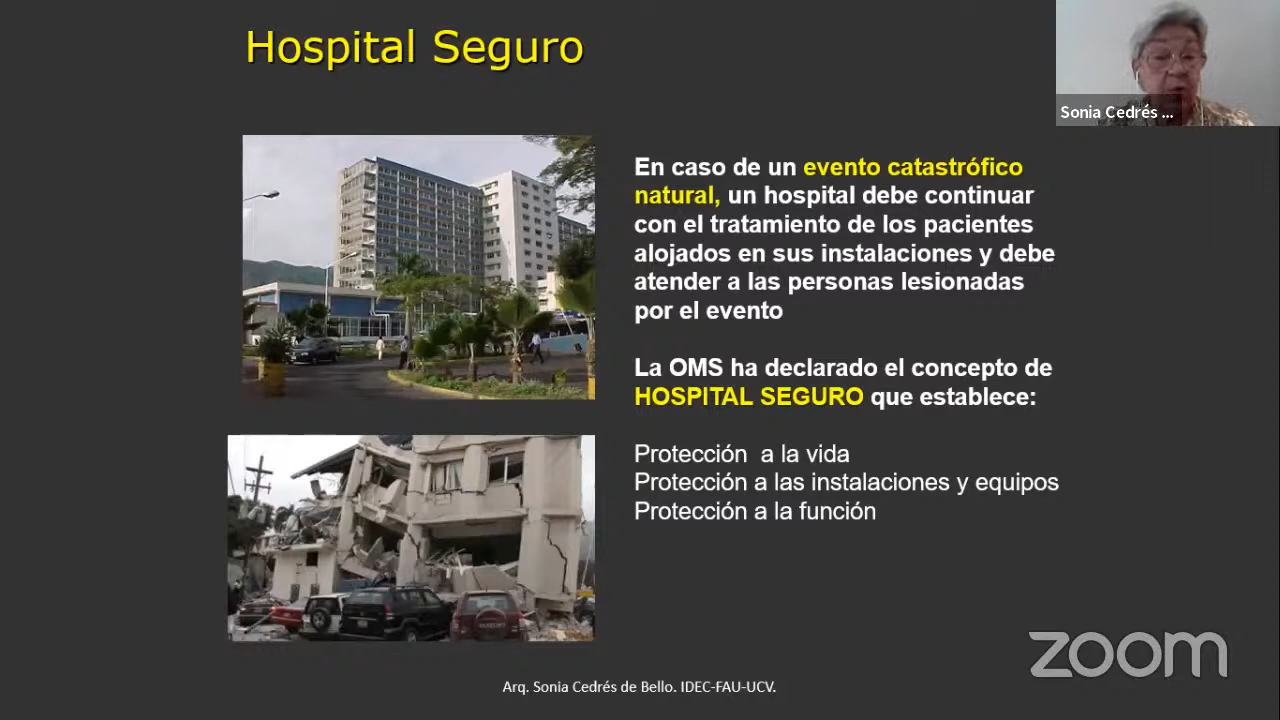 Hospital Seguro
Sonia Cedrés ...
En caso de un evento catastrófico
natural, un hospital debe continuar
con el tratamiento de los pacientes
alojados en sus instalaciones y debe
atender a las personas lesionadas
por el evento
La OMS ha declarado el concepto de
HOSPITAL SEGURO que establece:
Protección  a la vida
Protección a las instalaciones y equipos
Protección a la función
zoom
Arq. Sonia Cedrés de Bello. IDEC-FAU-UCV.